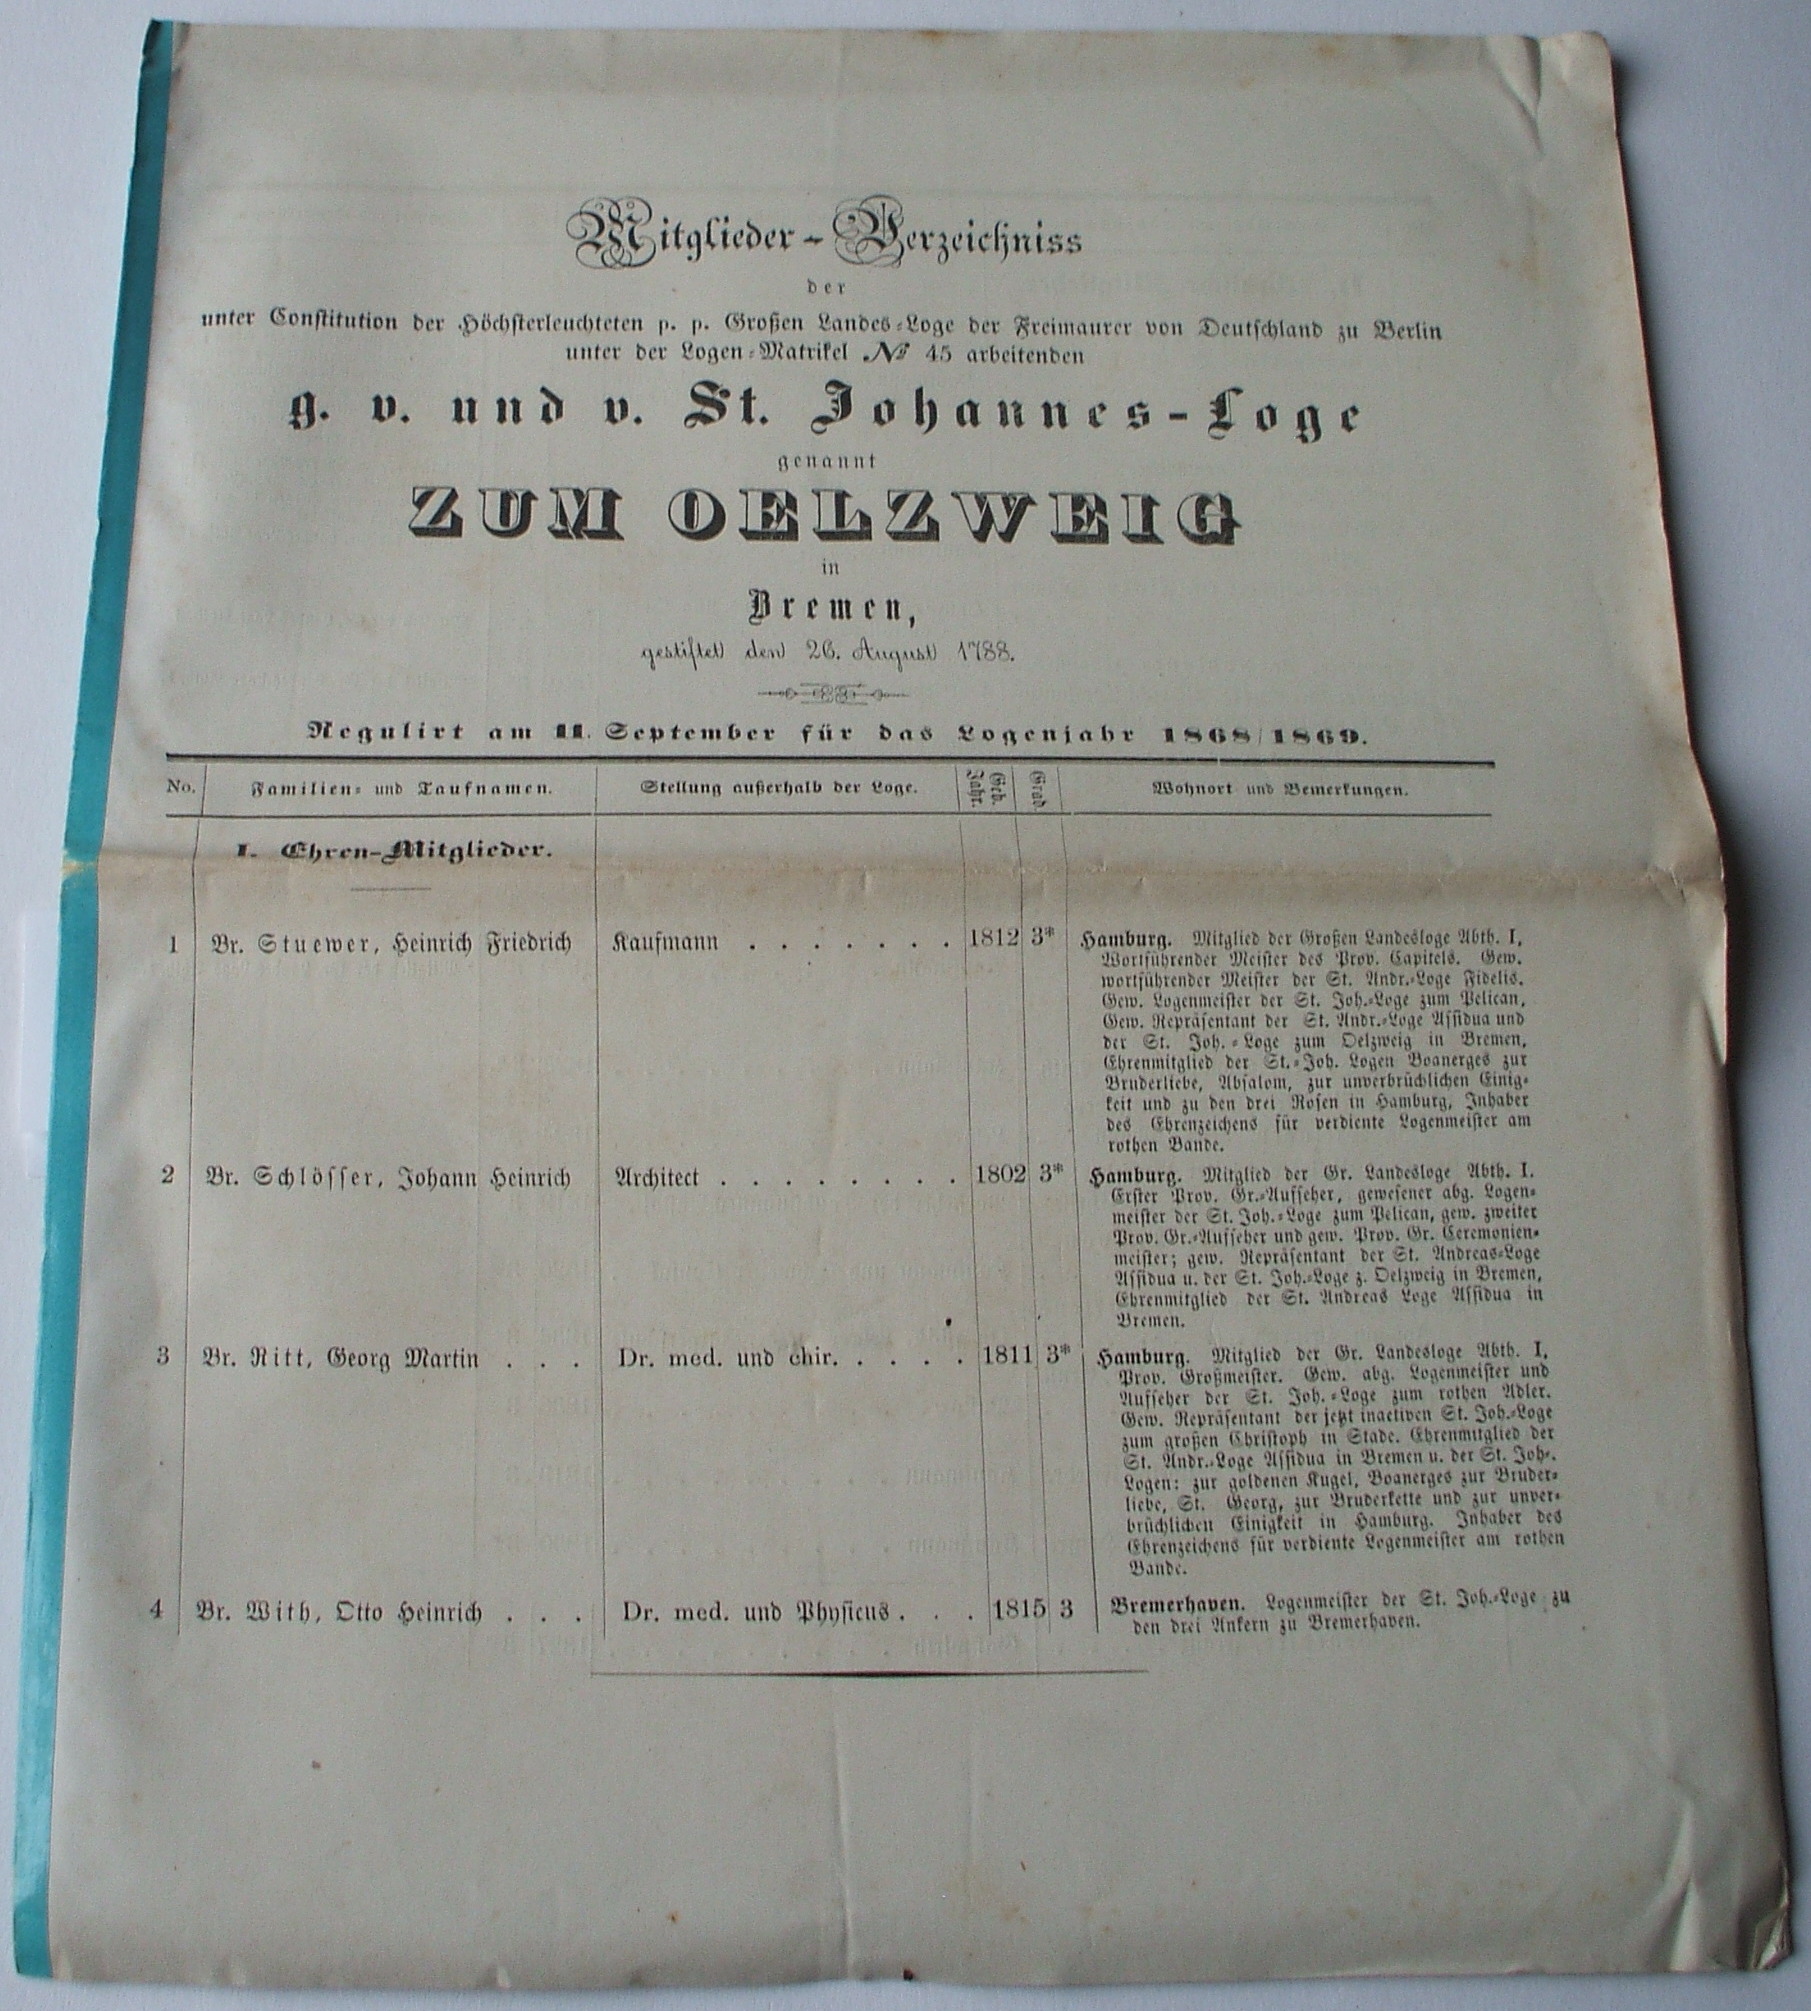 Mitglieder-Verzeichniss
der
unter Constitution der Höchsterleuchteten p. p. Großen Landes-Loge der Freimaurer von Deutschland zu Berlin
unter der Logen-Matrikel № 45 arbeitenden
g. v. und v. St. Johannes-Loge
genannt
ZUM OELZWEIG
in
Bremen,
gestiftet den 26. August 1788.
Regulirt am 11. September für das Logenjahr 1868/1869.
No. Familien- und Taufnamen. Stellung außerhalb der Loge. Geb. Jahr. Grad. Wohnort und Bemerkungen.
I. Ehren-Mitglieder.
1 Br. Stuewer, Heinrich Friedrich Kaufmann . . . . . . . 1812 3* Hamburg. Mitglied der Großen Landesloge Abth. I,
Wortführender Meister des Prov. Capitels. Gew.
wortführender Meister der St. Andr.-Loge Fidelis.
Gew. Logenmeister der St. Joh.-Loge zum Pelican,
Gew. Repräsentant der St. Andr.-Loge Assidua und
der St. Joh.-Loge zum Oelzweig in Bremen,
Ehrenmitglied der St.-Joh. Logen Boanerges zur
Bruderliebe, Absalom, zur unverbrüchlichen Einig-
keit und zu den drei Rosen in Hamburg, Inhaber
des Ehrenzeichens für verdiente Logenmeister am
rothen Bande.
2 Br. Schlösser, Johann Heinrich Architect . . . . . . . . 1802 3* Hamburg. Mitglied der Gr. Landesloge Abth. I.
Erster Prov. Gr.-Aufseher, gewesener abg. Logen-
meister der St. Joh.-Loge zum Pelican, gew. zweiter
Prov. Gr.-Aufseher und gew. Prov. Gr. Ceremonien-
meister; gew. Repräsentant der St. Andreas-Loge
Assidua u. der St. Joh.-Loge z. Oelzweig in Bremen,
Ehrenmitglied der St. Andreas Loge Assidua in
Bremen.
3 Br. Ritt, Georg Martin . . . Dr. med. und chir. . . . . . 1811 3* Hamburg. Mitglied der Gr. Landesloge Abth. I,
Prov. Großmeister. Gew. abg. Logenmeister und
Aufseher der St. Joh.-Loge zum rothen Adler.
Gew. Repräsentant der jetzt inactiven St. Joh.-Loge
zum großen Christoph in Stade. Ehrenmitglied der
St. Andr.-Loge Assidua in Bremen u. der St. Joh-.
Logen: zur goldenen Kugel, Boanerges zur Bruder-
liebe, St. Georg, zur Bruderkette und zur unver-
brüchlichen Einigkeit in Hamburg. Inhaber des
Ehrenzeichens für verdiente Logenmeister am rothen
Bande.
4 Br. With, Otto Heinrich . . . Dr. med. und Physicus . . . 1815 3 Bremerhaven. Logenmeister der St. Joh.-Loge zu
den drei Ankern zu Bremerhaven.